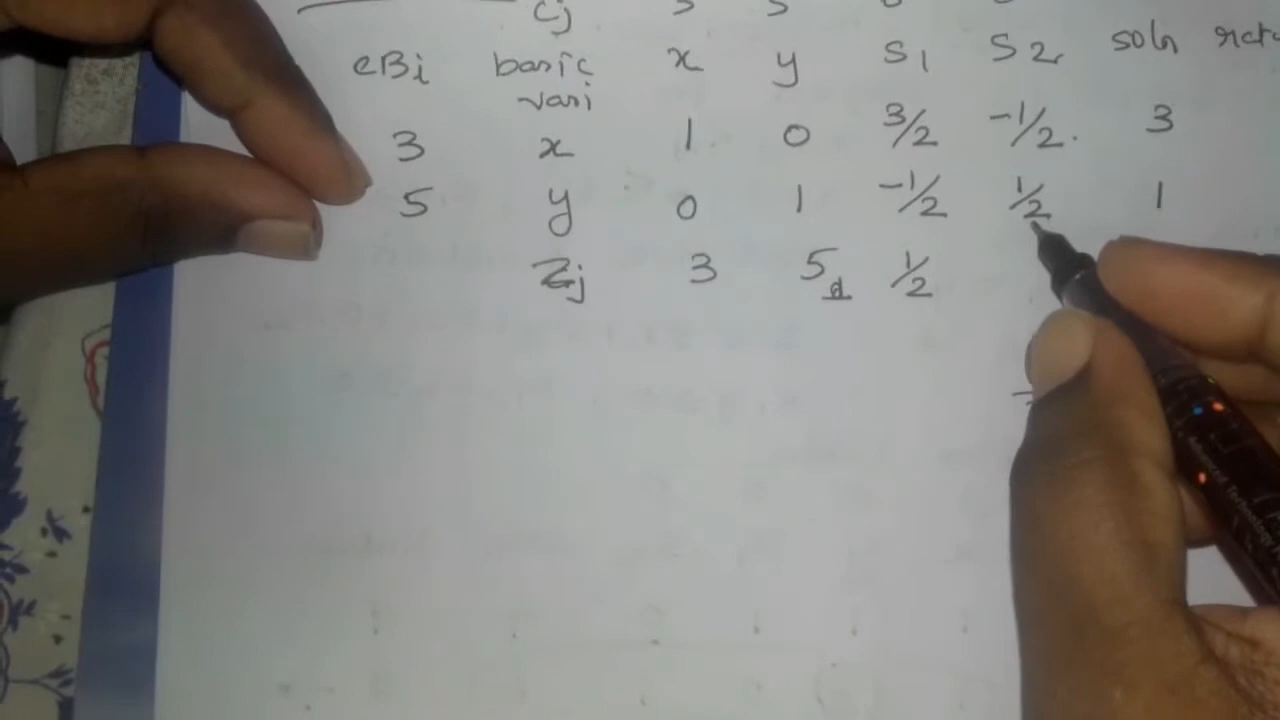 Cj
CBi basic x y S1 S2 soln
vari
3 x 1 0 3/2 -1/2. 3
5 y 0 1 -1/2 1/2 1
Zj 3 5 1/2